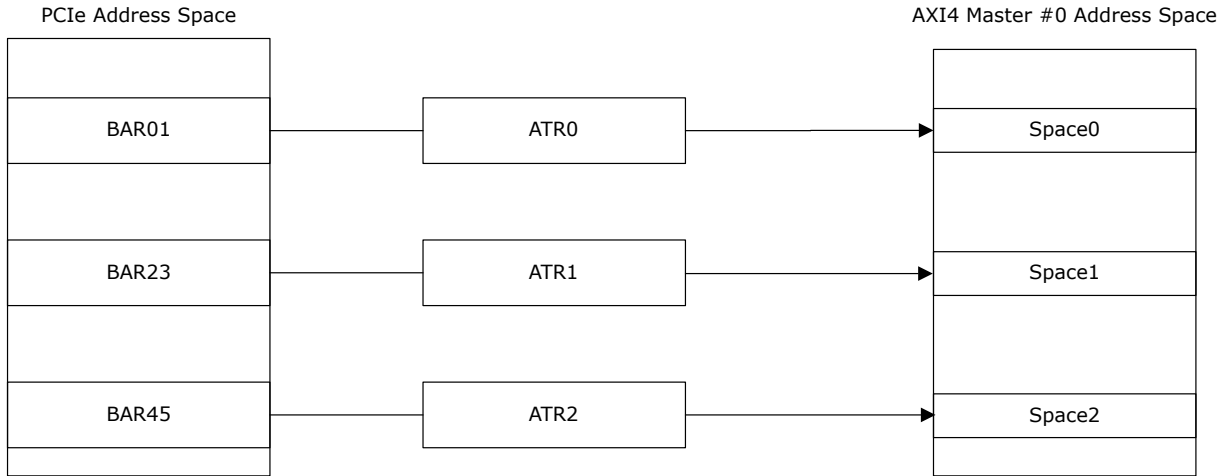 PCIe Address Space
AXI4 Master #0 Address Space
BAR01
ATR0
Space0
BAR23
ATR1
Space1
BAR45
ATR2
Space2